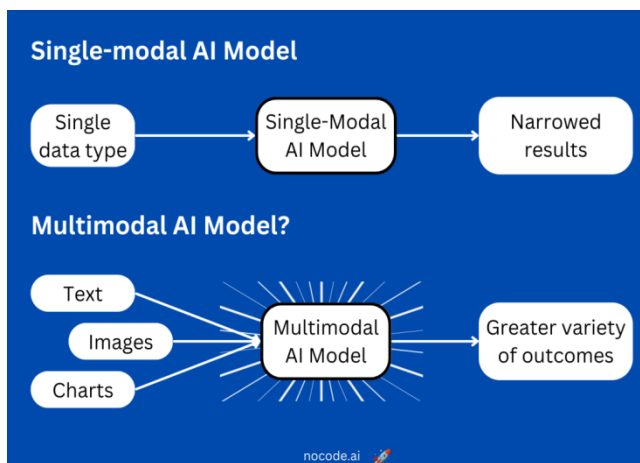 Single-modal AI Model
Single
data type
Single-Modal
AI Model
Narrowed
results
Multimodal AI Model?
Text
Images
Charts
Multimodal
AI Model
Greater variety
of outcomes
nocode.ai